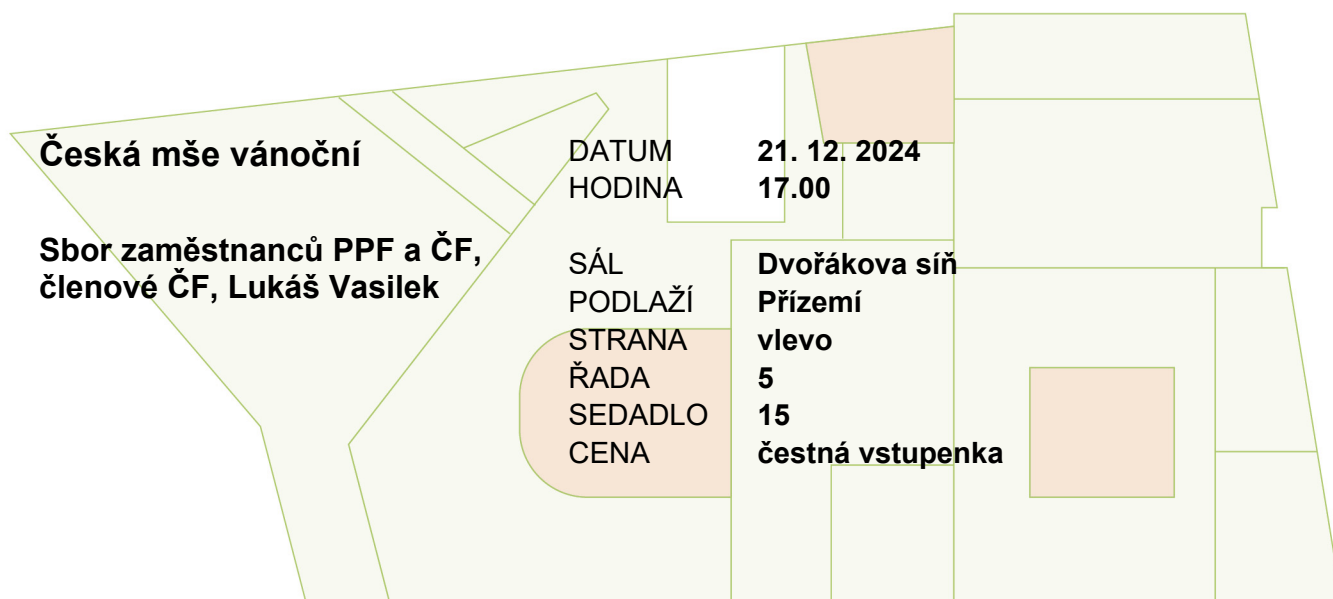 Česká mše vánoční
Sbor zaměstnanců PPF a ČF,
členové ČF, Lukáš Vasilek
DATUM 21. 12. 2024
HODINA 17.00
SÁL Dvořákova síň
PODLAŽÍ Přízemí
STRANA vlevo
ŘADA 5
SEDADLO 15
CENA čestná vstupenka